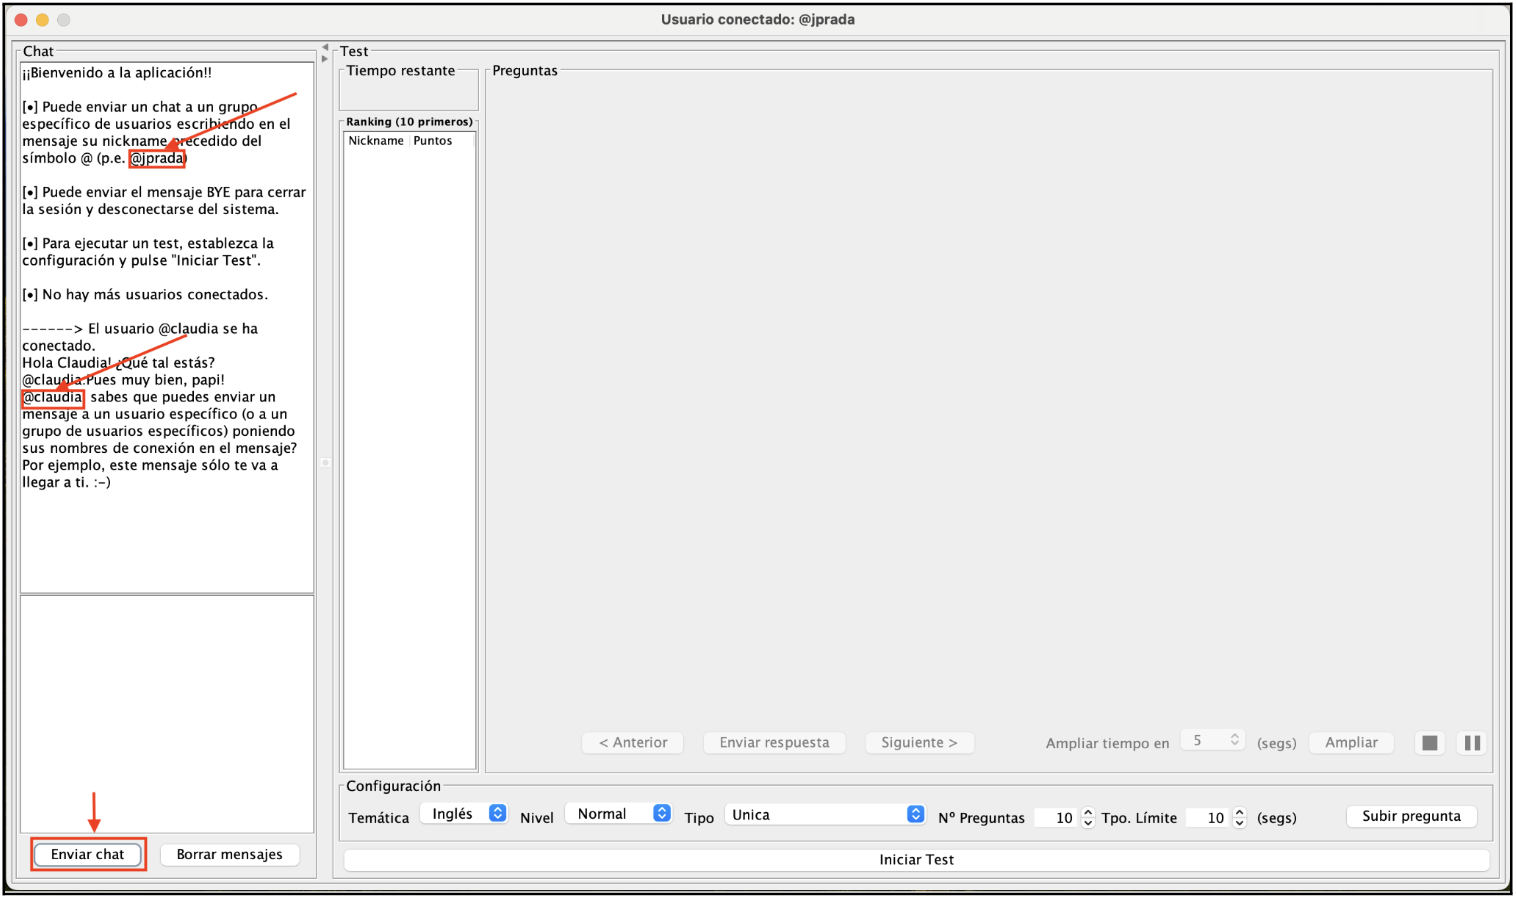 Usuario conectado: @jprada
Chat
¡¡Bienvenido a la aplicación!!
[•] Puede enviar un chat a un grupo
específico de usuarios escribiendo en el
mensaje su nickname precedido del
símbolo @ (p.e. @jprada)
[•] Puede enviar el mensaje BYE para cerrar
la sesión y desconectarse del sistema.
[•] Para ejecutar un test, establezca la
configuración y pulse "Iniciar Test".
[•] No hay más usuarios conectados.
------> El usuario @claudia se ha
conectado.
Hola Claudia! ¿Qué tal estás?
@claudia:Pues muy bien, papi!
@claudia, sabes que puedes enviar un
mensaje a un usuario específico (o a un
grupo de usuarios específicos) poniendo
sus nombres de conexión en el mensaje?
Por ejemplo, este mensaje sólo te va a
llegar a ti. :-)
Enviar chat
Borrar mensajes
Test
Tiempo restante
Ranking (10 primeros)
Nickname Puntos
Preguntas
< Anterior
Enviar respuesta
Siguiente >
Ampliar tiempo en 5 (segs)
Ampliar
Configuración
Temática Inglés Nivel Normal Tipo Unica Nº Preguntas 10 Tpo. Límite 10 (segs)
Subir pregunta
Iniciar Test